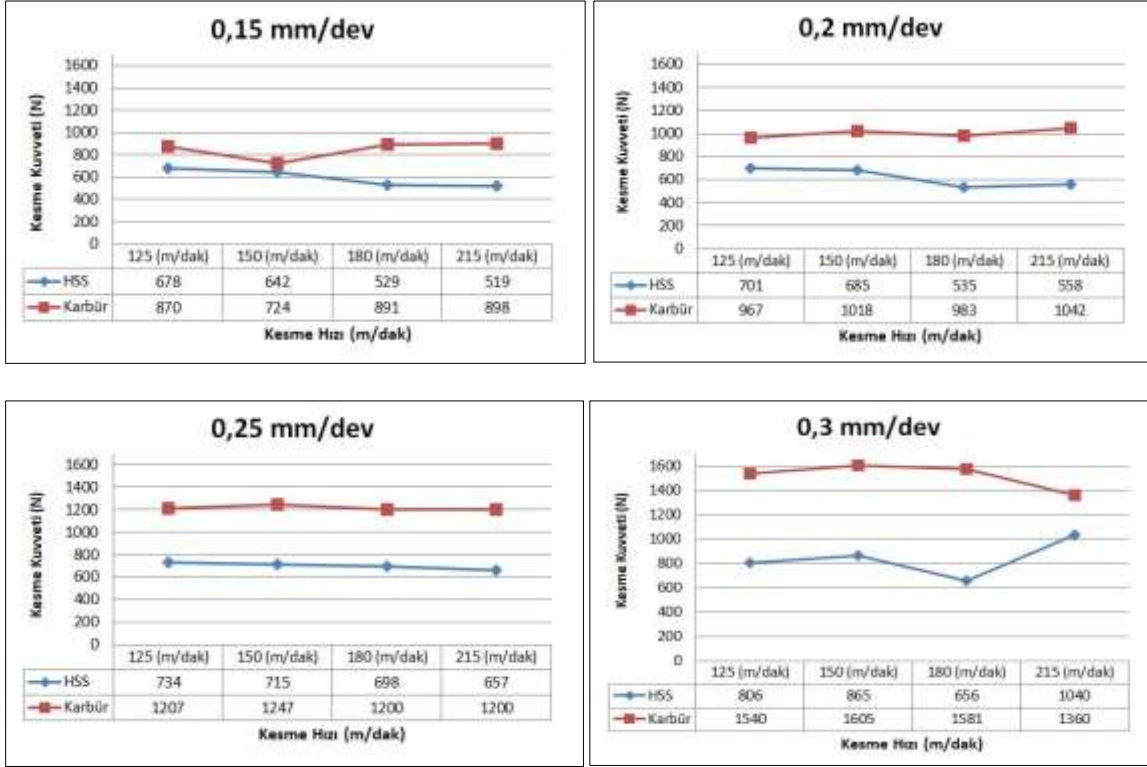 0,15 mm/dev
Kesme Kuvveti (N)
1600
1400
1200
1000
800
600
400
200
0
125 (m/dak) 150 (m/dak) 180 (m/dak) 215 (m/dak)
HSS 678 642 529 519
Karbür 870 724 891 898
Kesme Hızı (m/dak)
0,2 mm/dev
Kesme Kuvveti (N)
1600
1400
1200
1000
800
600
400
200
0
125 (m/dak) 150 (m/dak) 180 (m/dak) 215 (m/dak)
HSS 701 685 535 558
Karbür 967 1018 983 1042
Kesme Hızı (m/dak)
0,25 mm/dev
Kesme Kuvveti (N)
1600
1400
1200
1000
800
600
400
200
0
125 (m/dak) 150 (m/dak) 180 (m/dak) 215 (m/dak)
HSS 734 715 698 657
Karbür 1207 1247 1200 1200
Kesme Hızı (m/dak)
0,3 mm/dev
Kesme Kuvveti (N)
1600
1400
1200
1000
800
600
400
200
0
125 (m/dak) 150 (m/dak) 180 (m/dak) 215 (m/dak)
HSS 806 865 656 1040
Karbür 1540 1605 1581 1360
Kesme Hızı (m/dak)